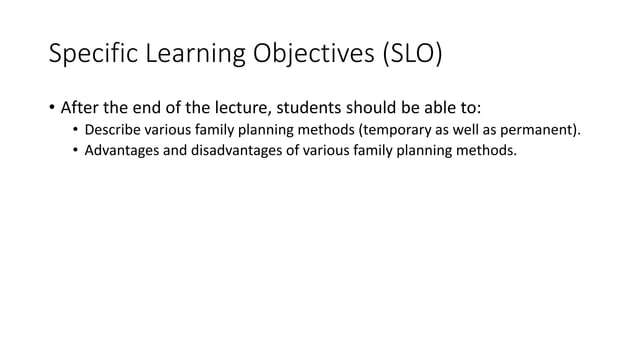 Specific Learning Objectives (SLO)
• After the end of the lecture, students should be able to:
• Describe various family planning methods (temporary as well as permanent).
• Advantages and disadvantages of various family planning methods.